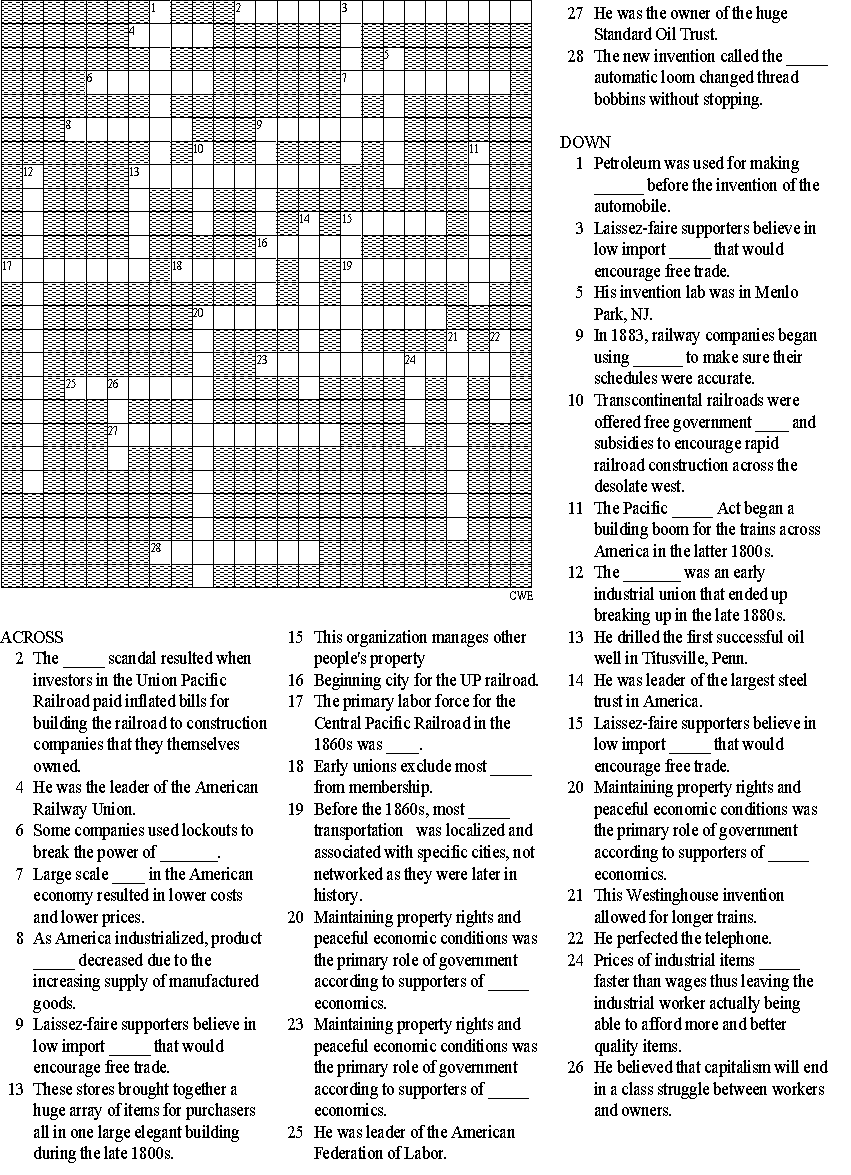 1
2
3
4
5
6
7
8
9
10
11
12
13
14
15
16
17
18
19
20
21
22
23
24
25
26
27
28
CWE
ACROSS
2 The _____ scandal resulted when
investors in the Union Pacific
Railroad paid inflated bills for
building the railroad to construction
companies that they themselves
owned.
4 He was the leader of the American
Railway Union.
6 Some companies used lockouts to
break the power of _______.
7 Large scale ____ in the American
economy resulted in lower costs
and lower prices.
8 As America industrialized, product
_____ decreased due to the
increasing supply of manufactured
goods.
9 Laissez-faire supporters believe in
low import _____ that would
encourage free trade.
13 These stores brought together a
huge array of items for purchasers
all in one large elegant building
during the late 1800s.
15 This organization manages other
people's property
16 Beginning city for the UP railroad.
17 The primary labor force for the
Central Pacific Railroad in the
1860s was ____.
18 Early unions exclude most _____
from membership.
19 Before the 1860s, most _____
transportation was localized and
associated with specific cities, not
networked as they were later in
history.
20 Maintaining property rights and
peaceful economic conditions was
the primary role of government
according to supporters of _____
economics.
23 Maintaining property rights and
peaceful economic conditions was
the primary role of government
according to supporters of _____
economics.
25 He was leader of the American
Federation of Labor.
27 He was the owner of the huge
Standard Oil Trust.
28 The new invention called the _____
automatic loom changed thread
bobbins without stopping.
DOWN
1 Petroleum was used for making
______ before the invention of the
automobile.
3 Laissez-faire supporters believe in
low import _____ that would
encourage free trade.
5 His invention lab was in Menlo
Park, NJ.
9 In 1883, railway companies began
using ______ to make sure their
schedules were accurate.
10 Transcontinental railroads were
offered free government ____ and
subsidies to encourage rapid
railroad construction across the
desolate west.
11 The Pacific _____ Act began a
building boom for the trains across
America in the latter 1800s.
12 The _______ was an early
industrial union that ended up
breaking up in the late 1880s.
13 He drilled the first successful oil
well in Titusville, Penn.
14 He was leader of the largest steel
trust in America.
15 Laissez-faire supporters believe in
low import _____ that would
encourage free trade.
20 Maintaining property rights and
peaceful economic conditions was
the primary role of government
according to supporters of _____
economics.
21 This Westinghouse invention
allowed for longer trains.
22 He perfected the telephone.
24 Prices of industrial items _____
faster than wages thus leaving the
industrial worker actually being
able to afford more and better
quality items.
26 He believed that capitalism will end
in a class struggle between workers
and owners.